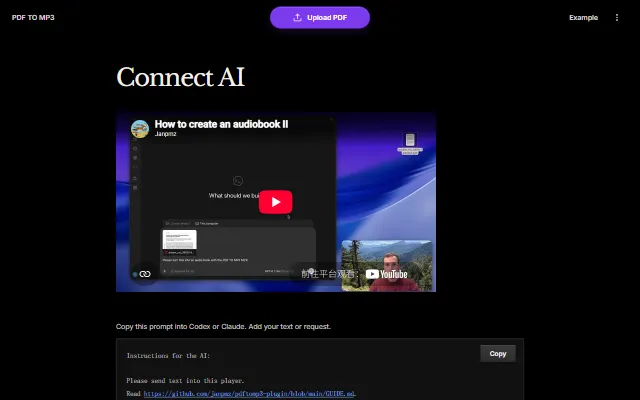 PDF TO MP3
Upload PDF
Example
Connect AI
How to create an audiobook II
Janpmz
What should we bui
前往平台观看:
YouTube
Copy this prompt into Codex or Claude. Add your text or request.
Copy
Instructions for the AI:
Please send text into this player.
Read https://github.com/janpmz/pdftomp3-plugin/blob/main/GUIDE.md.